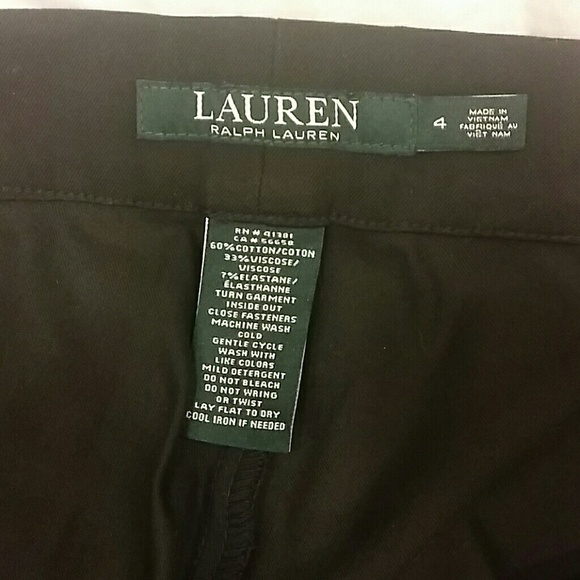 LAUREN
RALPH LAUREN
4
MADE IN
VIETNAM
FABRIQUÉ AU
VIÊT NAM
RN # 41381
CA # 56658
60%COTTON/COTON
33%VISCOSE/
VISCOSE
7%ELASTANE/
ÉLASTHANNE
TURN GARMENT
INSIDE OUT
CLOSE FASTENERS
MACHINE WASH
COLD
GENTLE CYCLE
WASH WITH
LIKE COLORS
MILD DETERGENT
DO NOT BLEACH
DO NOT WRING
OR TWIST
LAY FLAT TO DRY
COOL IRON IF NEEDED